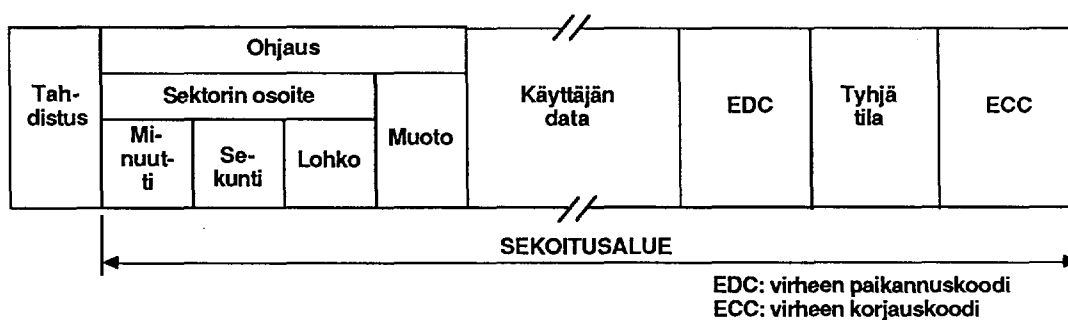 Ohjaus
Tah-
distus
Sektorin osoite
Mi-
nuut-
ti
Se-
kunti
Lohko
Muoto
Käyttäjän
data
EDC
Tyhjä
tila
ECC
SEKOITUSALUE
EDC: virheen paikannuskoodi
ECC: virheen korjauskoodi